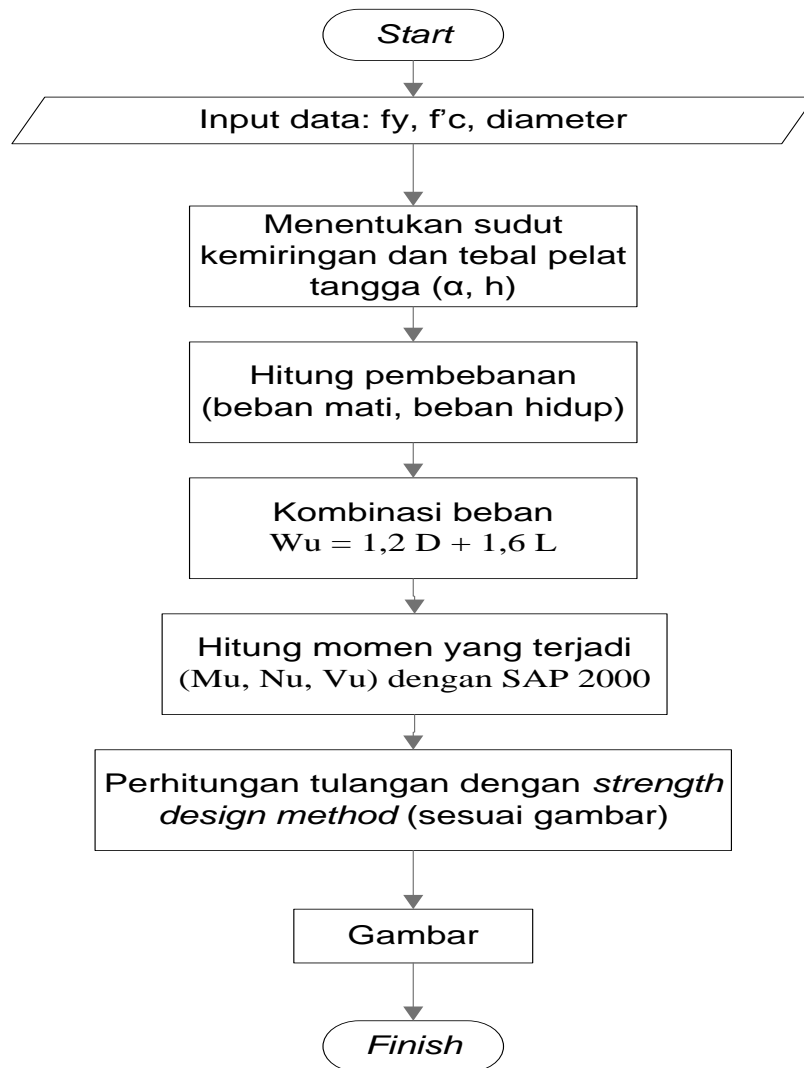 Start
Input data: fy, f’c, diameter
Menentukan sudut
kemiringan dan tebal pelat
tangga (α, h)
Hitung pembebanan
(beban mati, beban hidup)
Kombinasi beban
Wu = 1,2 D + 1,6 L
Hitung momen yang terjadi
(Mu, Nu, Vu) dengan SAP 2000
Perhitungan tulangan dengan strength
design method (sesuai gambar)
Gambar
Finish